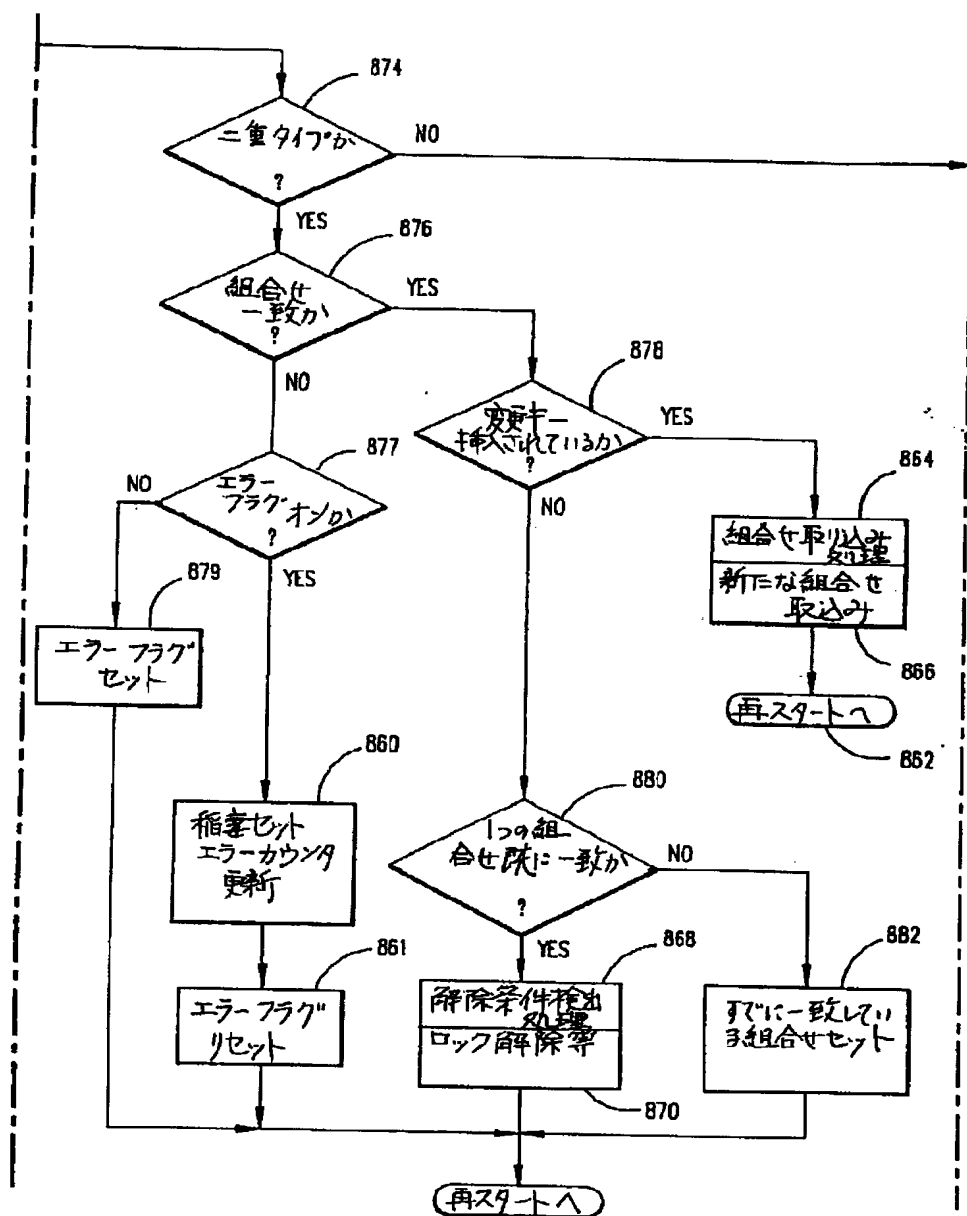 874
二重タイプか
?
NO
YES
876
組合せ
一致か
?
YES
NO
878
変更キー
挿入されているか
?
YES
NO
877
エラー
フラグオンか
?
NO
YES
864
組合せ取り込み
処理
新たな組合せ
取込み
866
再スタートへ
862
879
エラーフラグ
セット
860
セット
エラーカウンタ
更新
861
エラーフラグ
リセット
880
1つの組
合せ既に一致か
?
NO
YES
868
解除条件検出
処理
ロック解除等
870
882
すでに一致してい
る組合せセット
再スタートへ